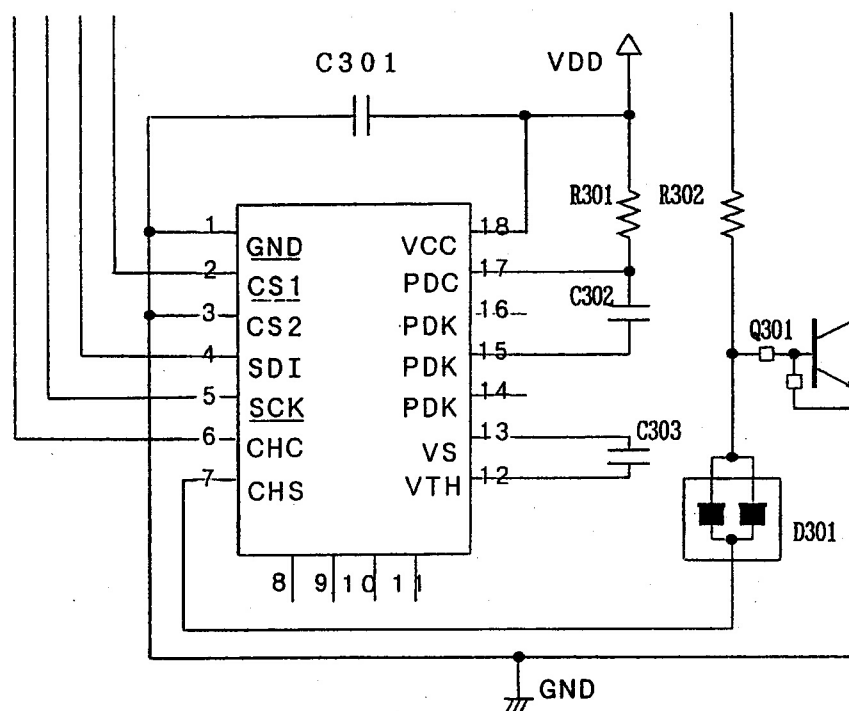 C301
VDD
R301
R302
1
GND
18
VCC
2
CS1
17
PDC
C302
3
CS2
16
PDK
Q301
4
SDI
15
PDK
5
SCK
14
PDK
6
CHC
13
VS
C303
7
CHS
12
VTH
D301
8
9
10
11
GND